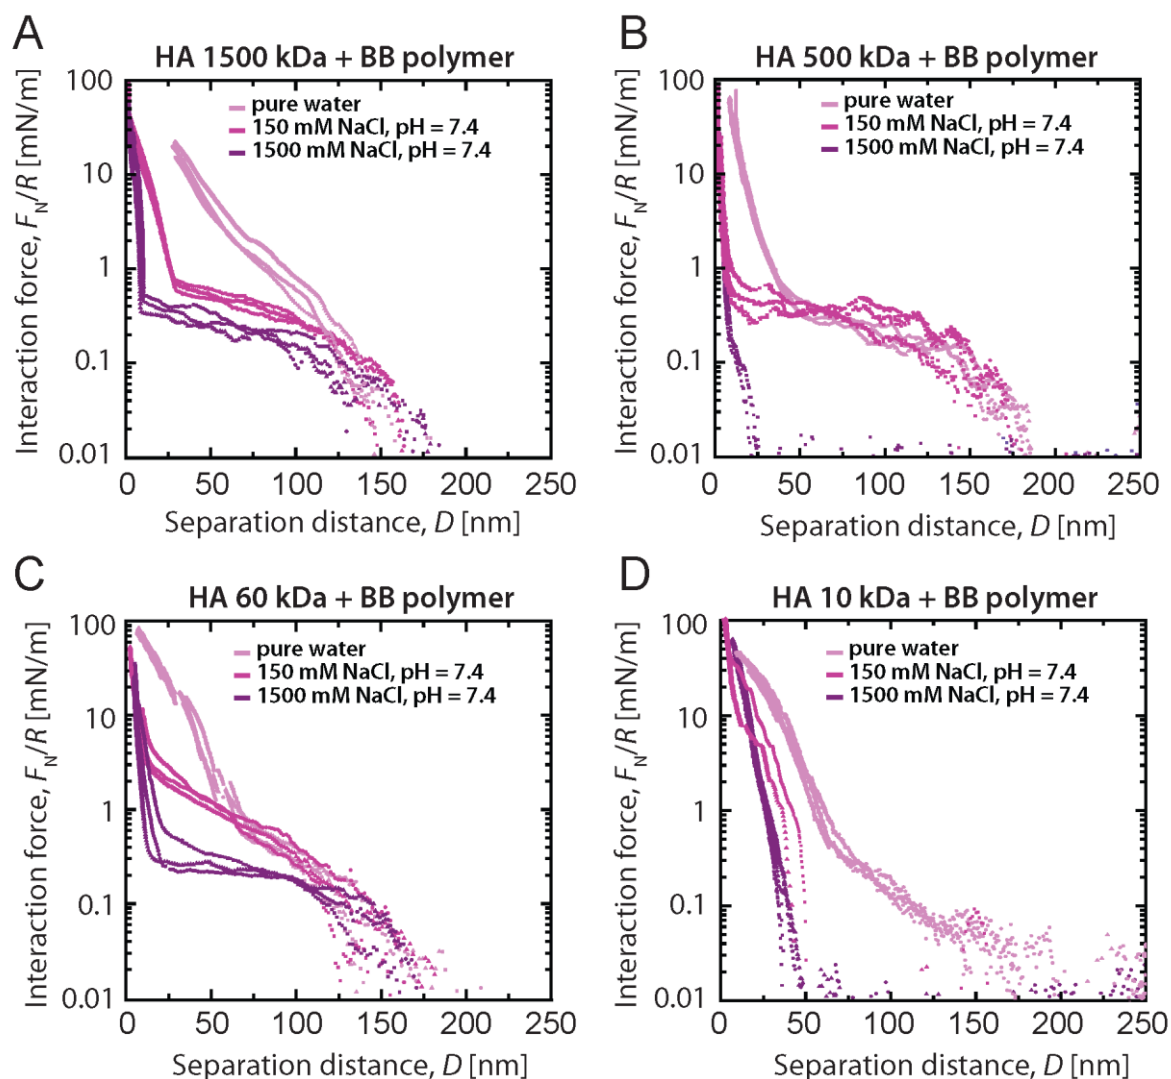 A
HA 1500 kDa + BB polymer
Interaction force, F_N/R [mN/m]
100
10
1
0.1
0.01
pure water
150 mM NaCl, pH = 7.4
1500 mM NaCl, pH = 7.4
0 50 100 150 200 250
Separation distance, D [nm]
B
HA 500 kDa + BB polymer
Interaction force, F_N/R [mN/m]
100
10
1
0.1
0.01
pure water
150 mM NaCl, pH = 7.4
1500 mM NaCl, pH = 7.4
0 50 100 150 200 250
Separation distance, D [nm]
C
HA 60 kDa + BB polymer
Interaction force, F_N/R [mN/m]
100
10
1
0.1
0.01
pure water
150 mM NaCl, pH = 7.4
1500 mM NaCl, pH = 7.4
0 50 100 150 200 250
Separation distance, D [nm]
D
HA 10 kDa + BB polymer
Interaction force, F_N/R [mN/m]
100
10
1
0.1
0.01
pure water
150 mM NaCl, pH = 7.4
1500 mM NaCl, pH = 7.4
0 50 100 150 200 250
Separation distance, D [nm]